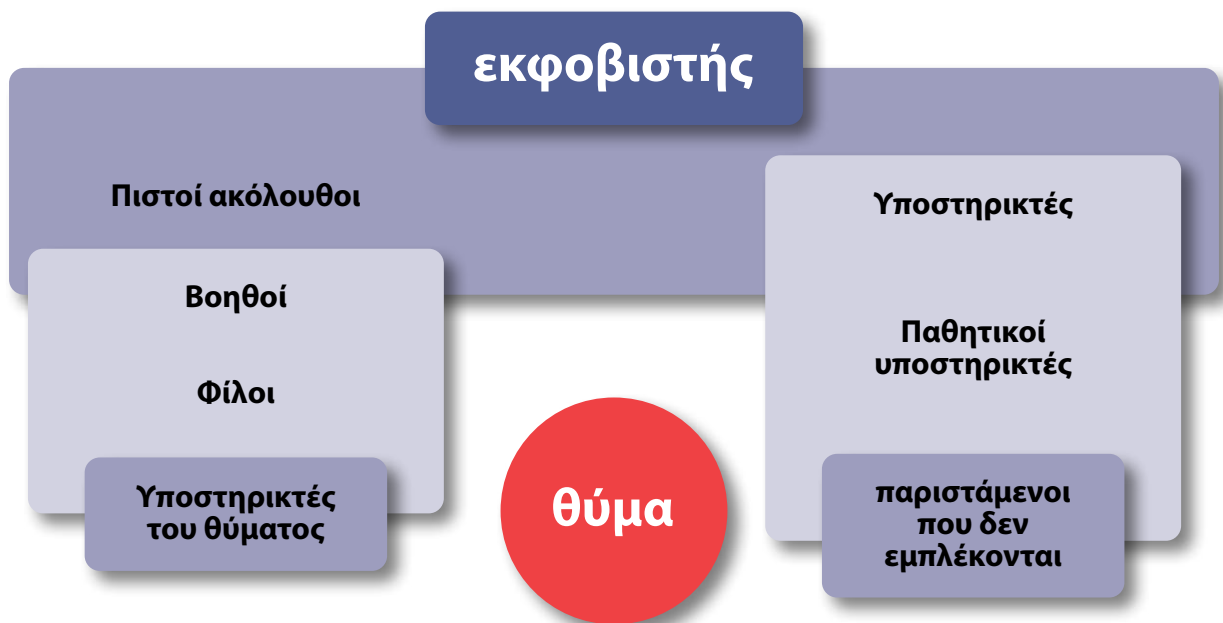 εκφοβιστής
Πιστοί ακόλουθοι
Βοηθοί
Φίλοι
Υποστηρικτές
του θύματος
θύμα
Υποστηρικτές
Παθητικοί
υποστηρικτές
παριστάμενοι
που δεν
εμπλέκονται